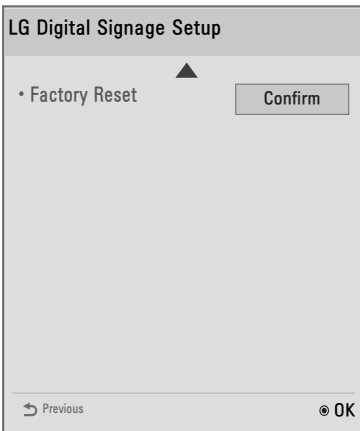 LG Digital Signage Setup
• Factory Reset Confirm
Previous OK